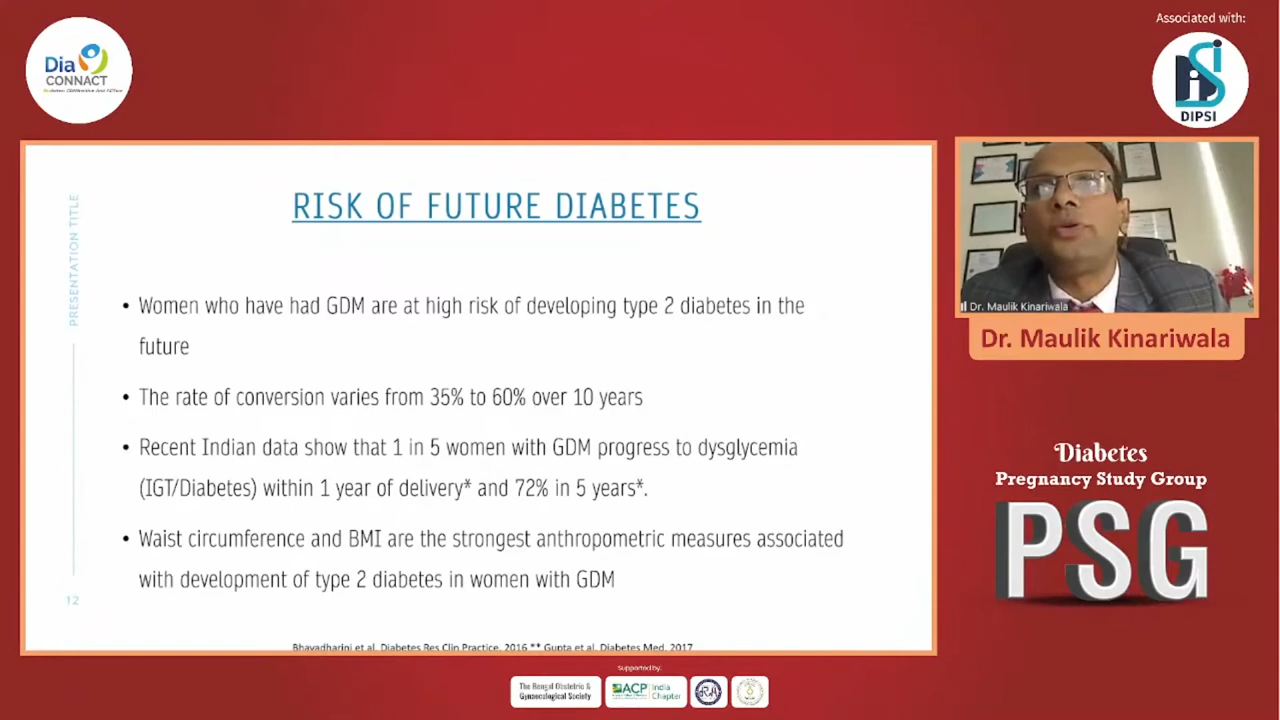 Associated with:
Dia
CONNACT
DIPSI
PRESENTATION TITLE
RISK OF FUTURE DIABETES
• Women who have had GDM are at high risk of developing type 2 diabetes in the
future
• The rate of conversion varies from 35% to 60% over 10 years
• Recent Indian data show that 1 in 5 women with GDM progress to dysglycemia
(IGT/Diabetes) within 1 year of delivery* and 72% in 5 years*.
• Waist circumference and BMI are the strongest anthropometric measures associated
with development of type 2 diabetes in women with GDM
12
Bhavadharini et al. Diabetes Res Clin Practice. 2016 ** Gupta et al. Diabetes Med. 2017
Dr. Maulik Kinariwala
Dr. Maulik Kinariwala
Diabetes
Pregnancy Study Group
PSG
Supported by:
The Bengal Obstetric &
Gynaecological Society
ACP India
Chapter